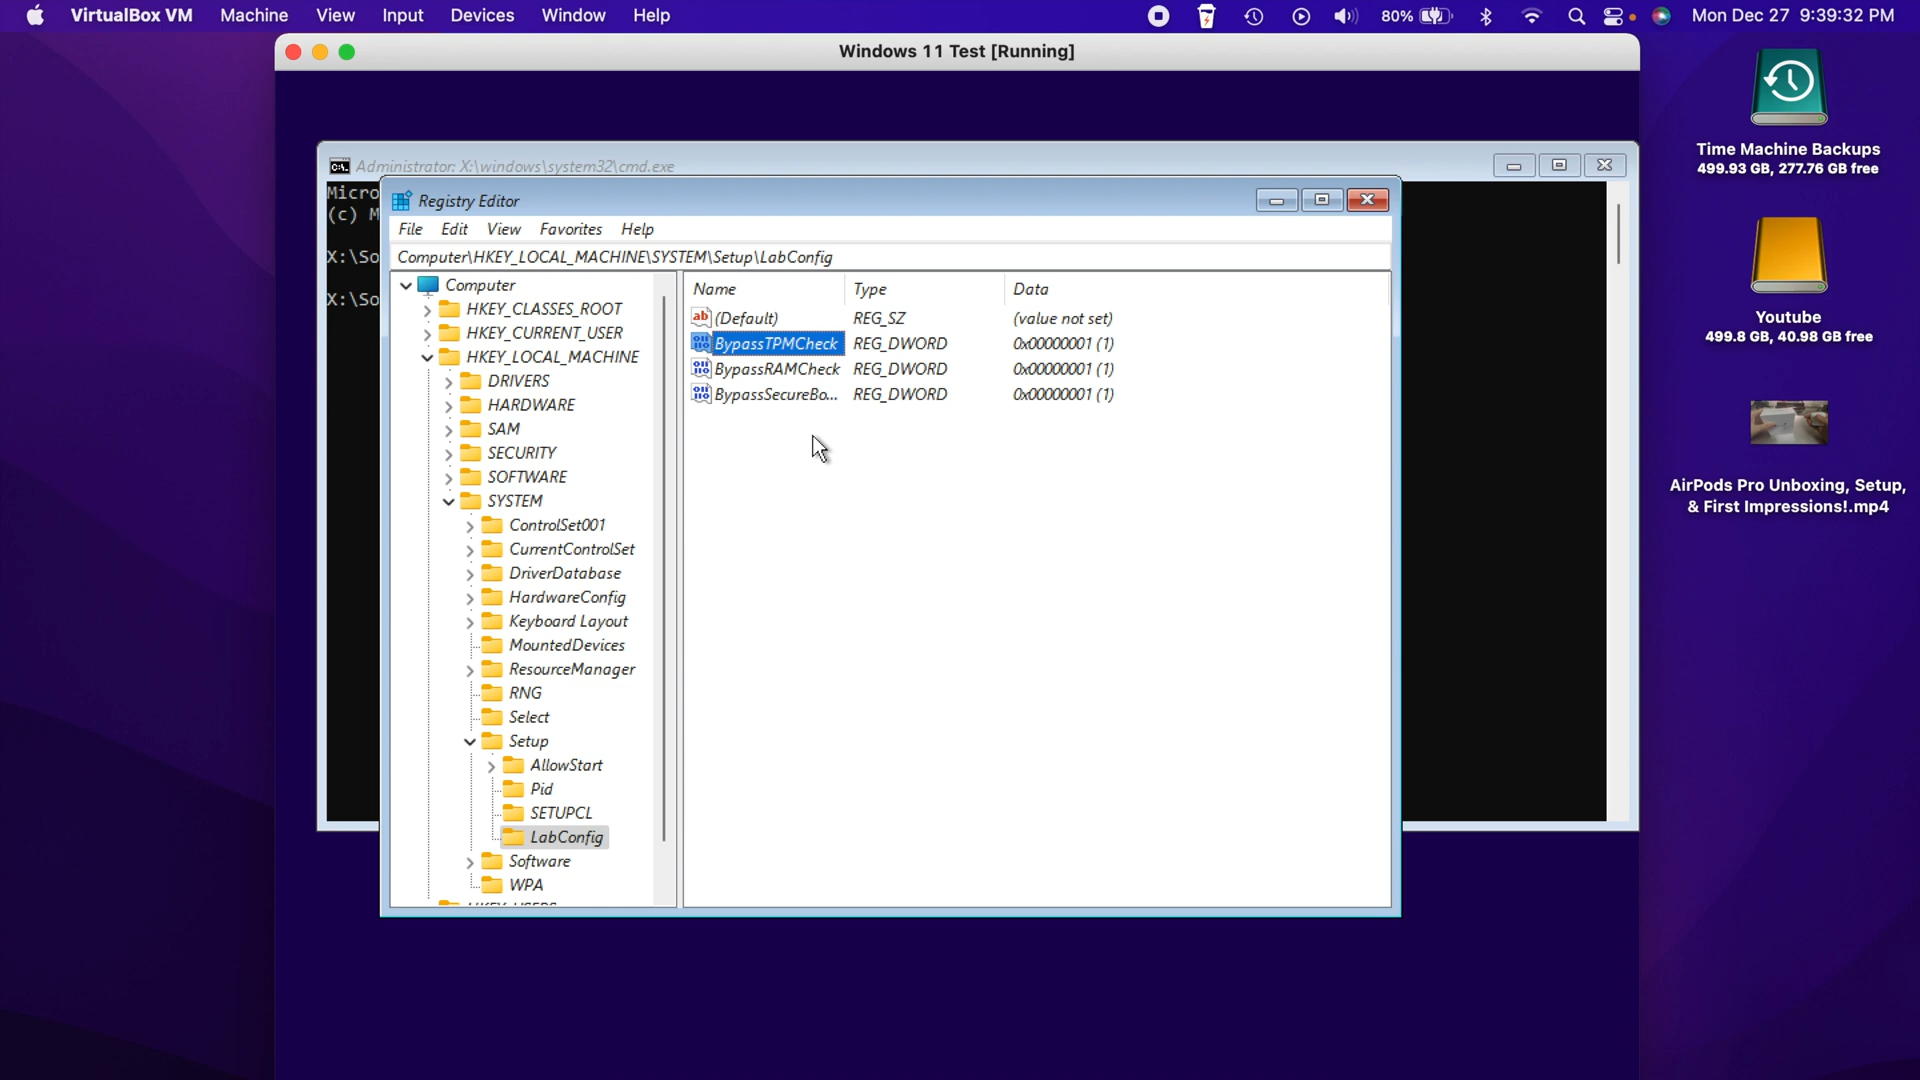 VirtualBox VM Machine View Input Devices Window Help 80% Mon Dec 27 9:39:32 PM
Windows 11 Test [Running]
Time Machine Backups
499.93 GB, 277.76 GB free
Youtube
499.8 GB, 40.98 GB free
AirPods Pro Unboxing, Setup,
& First Impressions!.mp4
Administrator: X:\windows\system32\cmd.exe
Micro
(c) M
X:\So
X:\So
Registry Editor
File Edit View Favorites Help
Computer\HKEY_LOCAL_MACHINE\SYSTEM\Setup\LabConfig
Computer
HKEY_CLASSES_ROOT
HKEY_CURRENT_USER
HKEY_LOCAL_MACHINE
DRIVERS
HARDWARE
SAM
SECURITY
SOFTWARE
SYSTEM
ControlSet001
CurrentControlSet
DriverDatabase
HardwareConfig
Keyboard Layout
MountedDevices
ResourceManager
RNG
Select
Setup
AllowStart
Pid
SETUPCL
LabConfig
Software
WPA
Name Type Data
(Default) REG_SZ (value not set)
BypassTPMCheck REG_DWORD 0x00000001 (1)
BypassRAMCheck REG_DWORD 0x00000001 (1)
BypassSecureBo... REG_DWORD 0x00000001 (1)